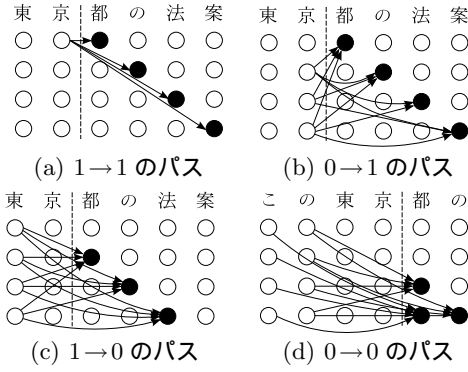 東 京 都 の 法 案
東 京 都 の 法 案
(a) 1→1 のパス
(b) 0→1 のパス
東 京 都 の 法 案
こ の 東 京 都 の
(c) 1→0 のパス
(d) 0→0 のパス